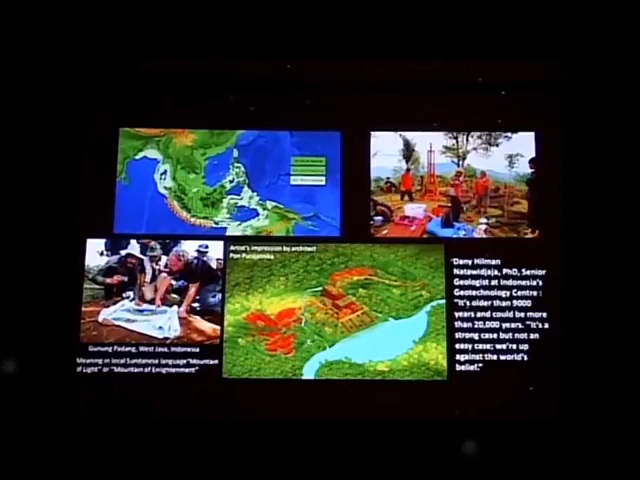 Artist's impression by architect
Pon Purajatnika
Gunung Padang, West Java, Indonesia
Meaning in local Sundanese language "Mountain
of Light" or "Mountain of Enlightenment"
'Dany Hilman
Natawidjaja, PhD, Senior
Geologist at Indonesia's
Geotechnology Centre :
"It's older than 9000
years and could be more
than 20,000 years. "It's a
strong case but not an
easy case; we're up
against the world's
belief."